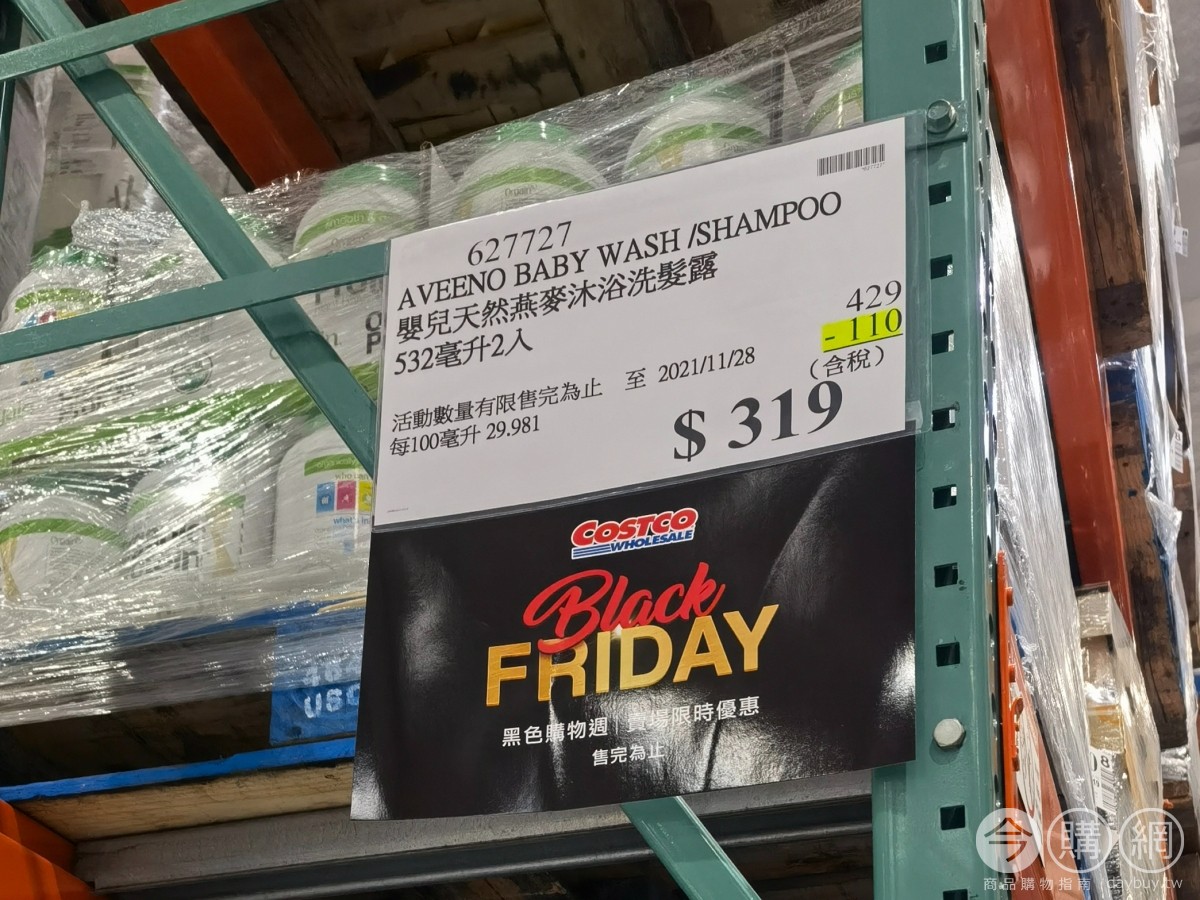 627727
AVEENO BABY WASH /SHAMPOO
嬰兒天然燕麥沐浴洗髮露
532毫升2入
429
- 110
(含稅)
活動數量有限售完為止 至 2021/11/28
每100毫升 29.981
$ 319
COSTCO
WHOLESALE
Black
FRIDAY
黑色購物週 | 賣場限時優惠
售完為止
今購網
商品購物指南 | daybuy.tw